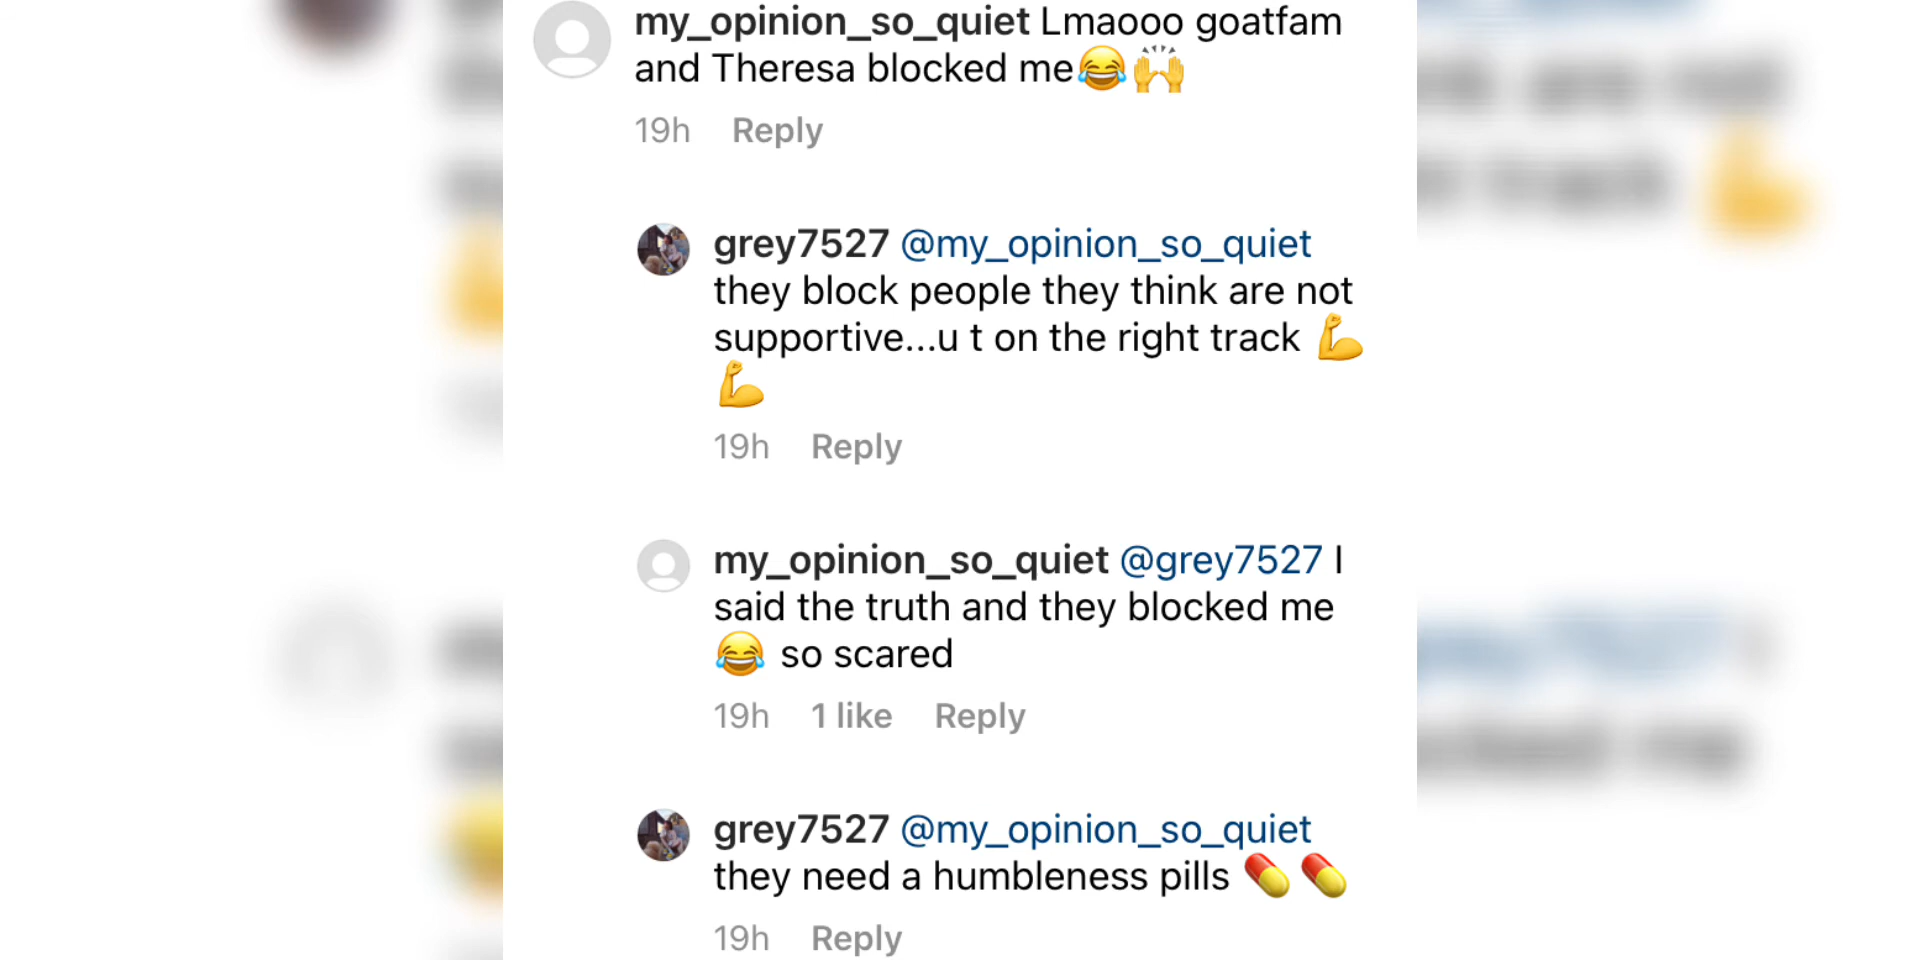 my_opinion_so_quiet Lmaooo goatfam
and Theresa blocked me😂🙌
19h Reply
grey7527 @my_opinion_so_quiet
they block people they think are not
supportive...u t on the right track 💪
💪
19h Reply
my_opinion_so_quiet @grey7527 I
said the truth and they blocked me
😂 so scared
19h 1 like Reply
grey7527 @my_opinion_so_quiet
they need a humbleness pills 💊💊
19h Reply